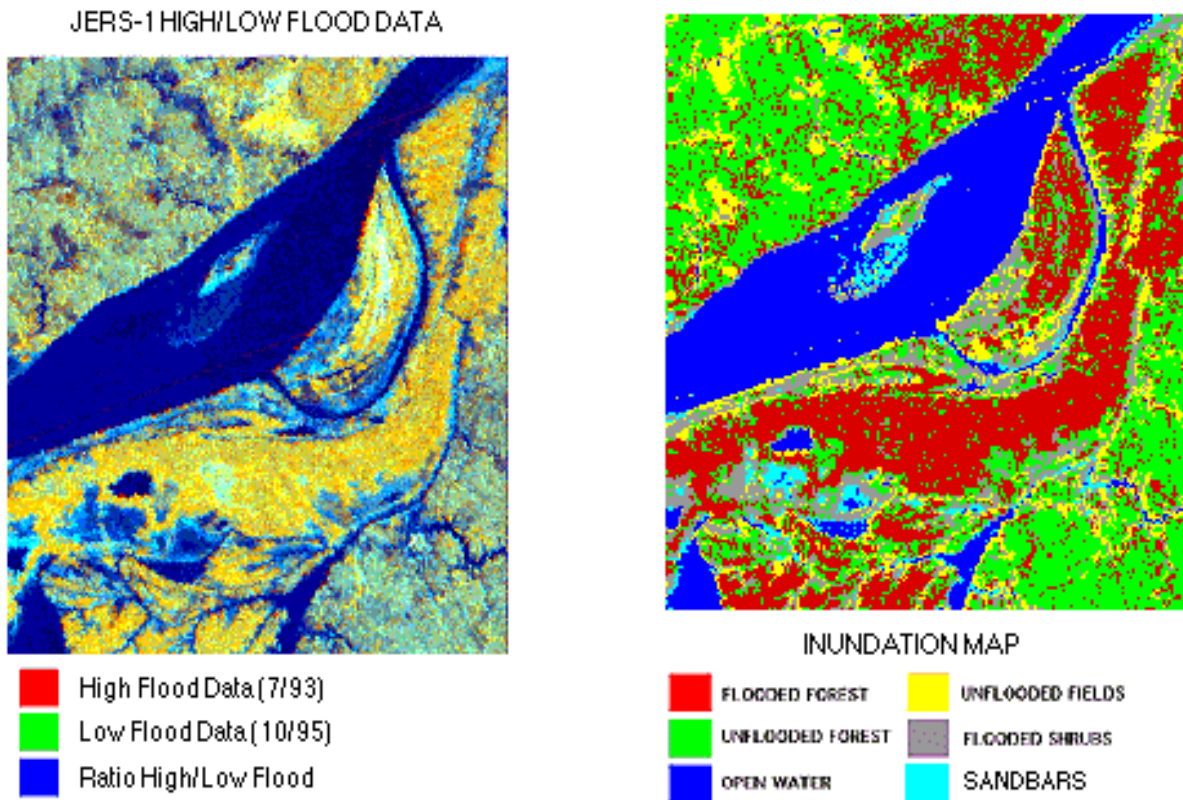 JERS-1 HIGH/LOW FLOOD DATA
High Flood Data (7/93)
Low Flood Data (10/95)
Ratio High/Low Flood
INUNDATION MAP
FLOODED FOREST
UNFLOODED FIELDS
UNFLOODED FOREST
FLOODED SHRUBS
OPEN WATER
SANDBARS